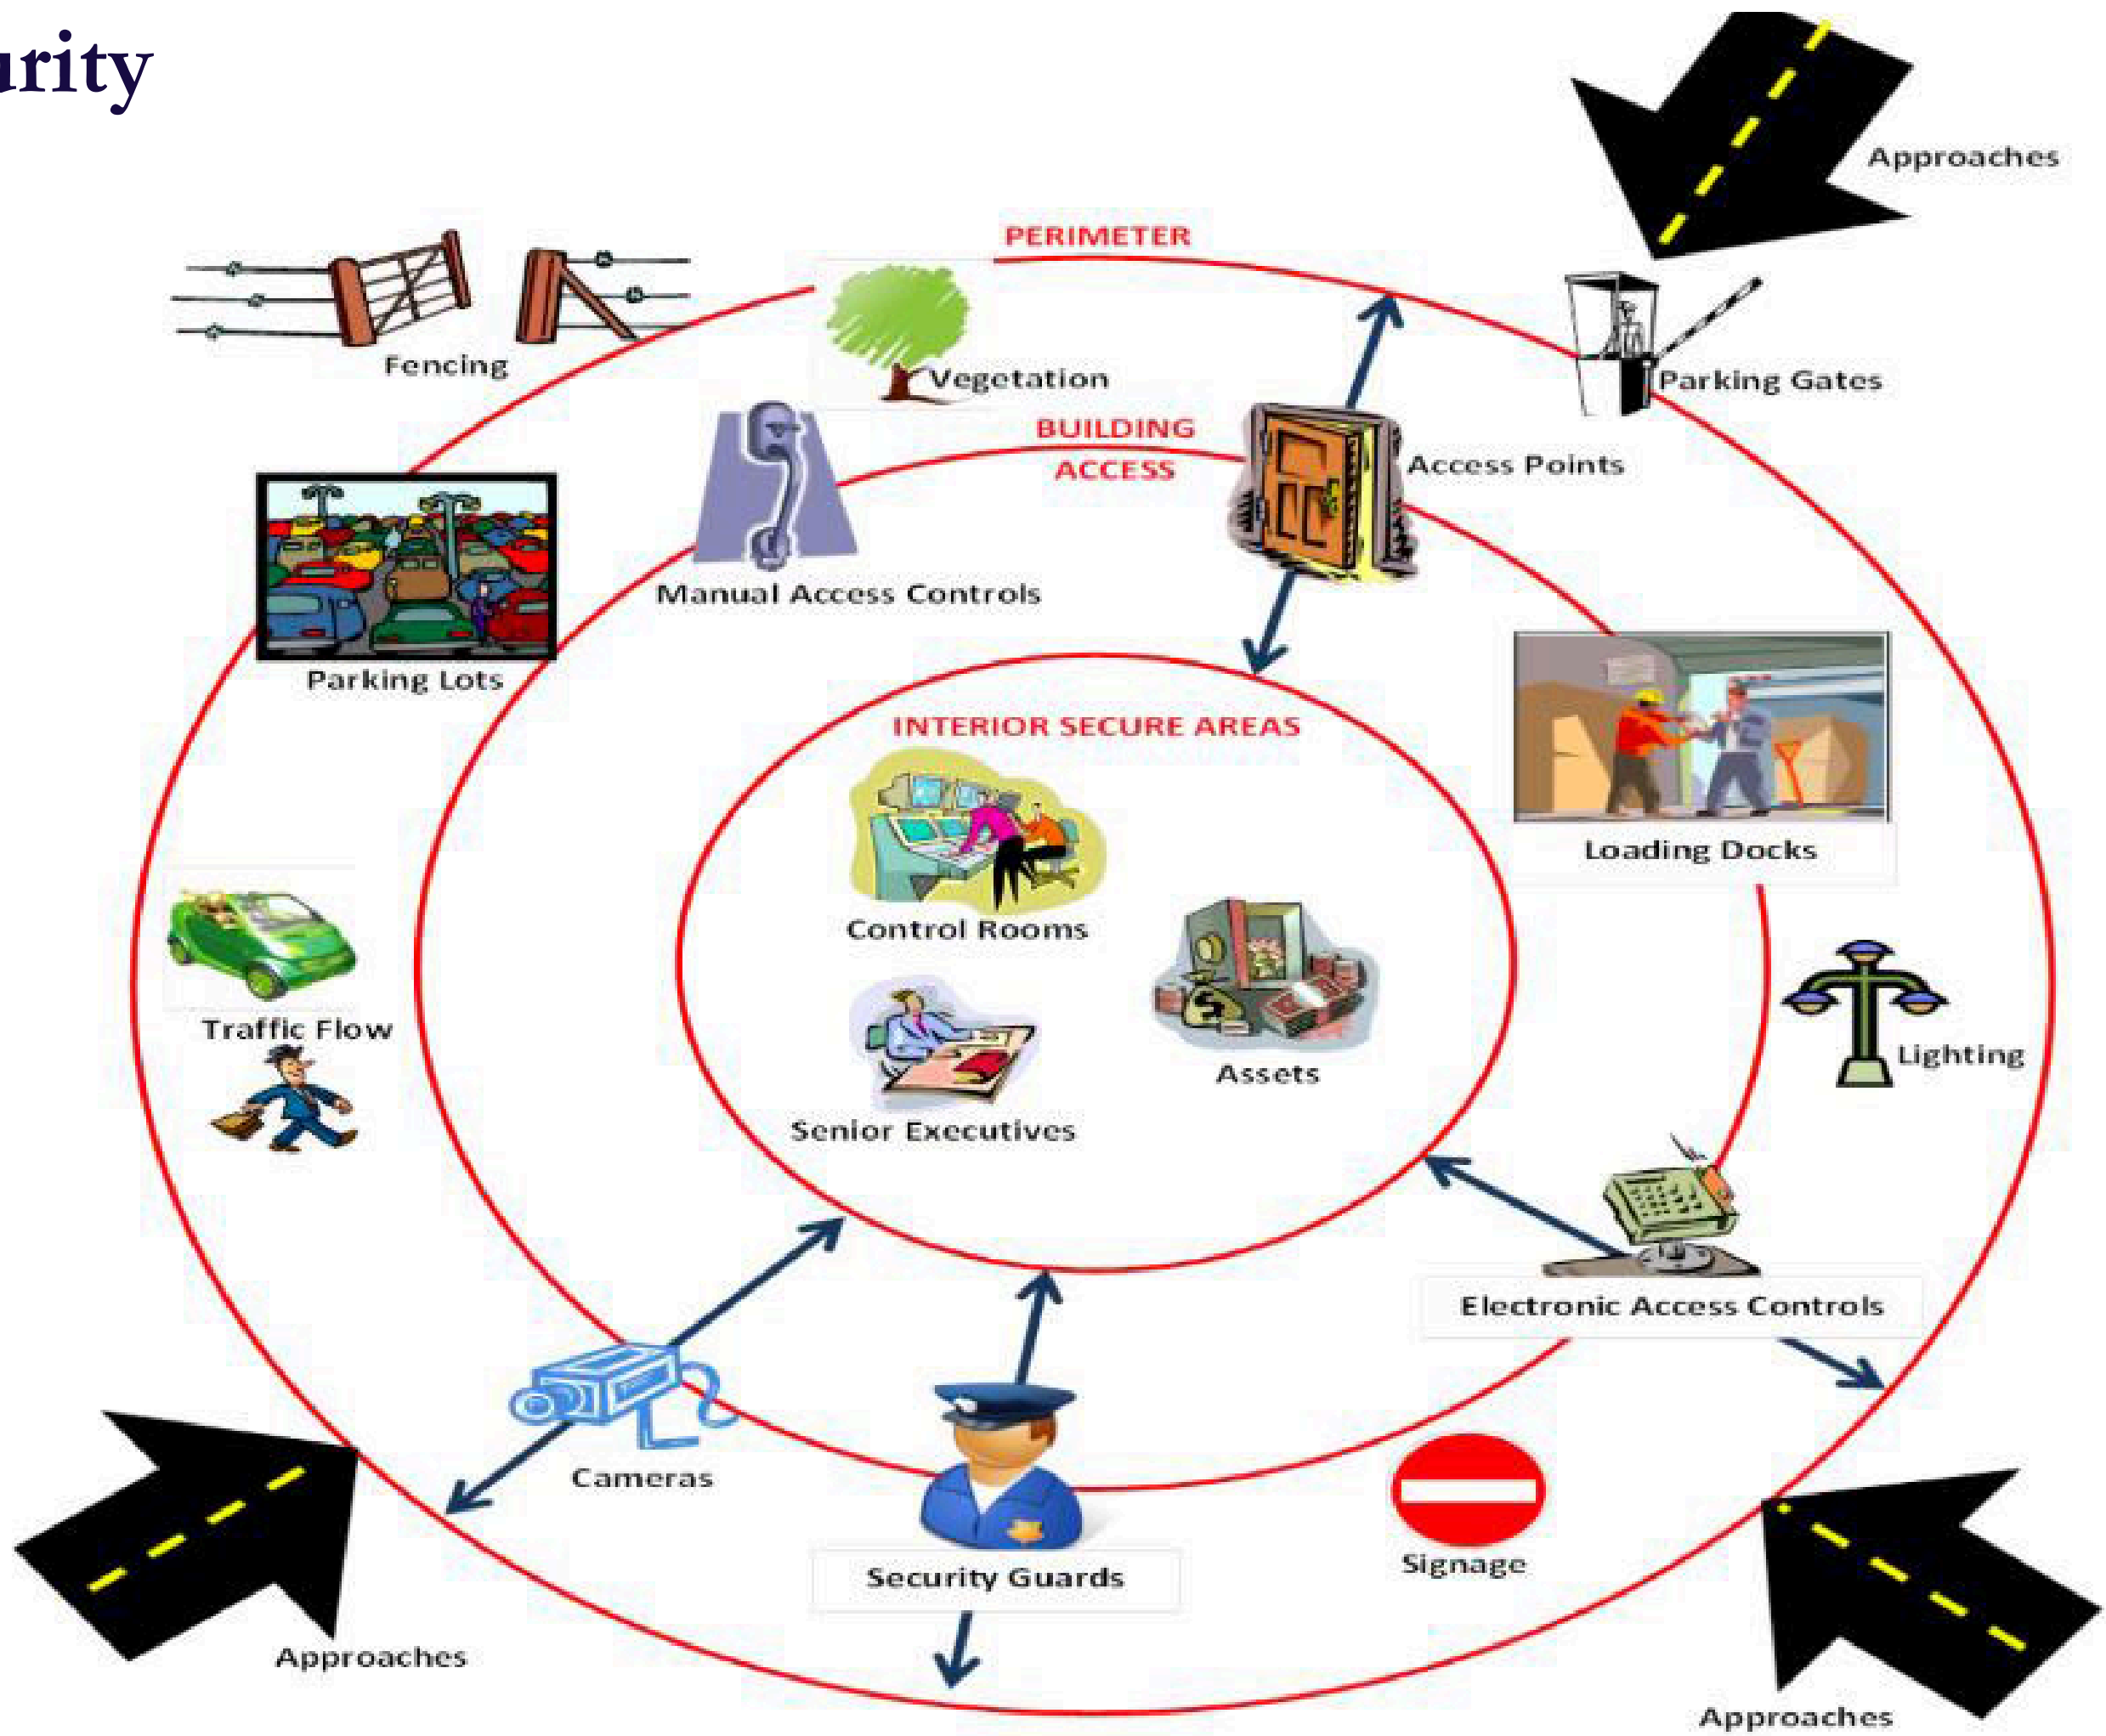 urity
Approaches
PERIMETER
Fencing
Vegetation
Parking Gates
BUILDING
ACCESS
Access Points
Manual Access Controls
Parking Lots
INTERIOR SECURE AREAS
Loading Docks
Control Rooms
Traffic Flow
Lighting
Assets
Senior Executives
Electronic Access Controls
Cameras
Signage
Security Guards
Approaches
Approaches